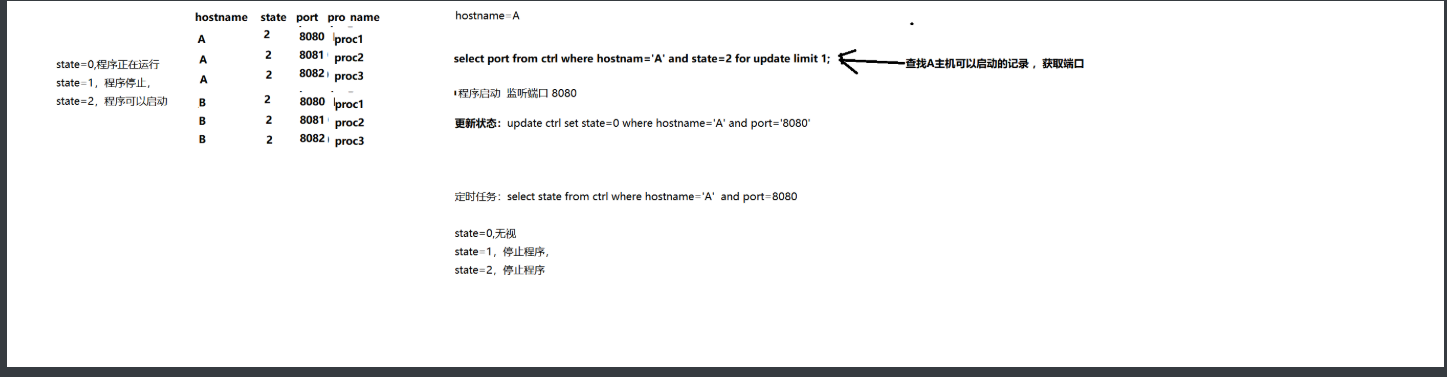 hostname state port pro name
A 2 8080 proc1
A 2 8081 proc2
A 2 8082 proc3
B 2 8080 proc1
B 2 8081 proc2
B 2 8082 proc3
state=0,程序正在运行
state=1，程序停止，
state=2，程序可以启动
hostname=A
select port from ctrl where hostnam='A' and state=2 for update limit 1;
查找A主机可以启动的记录 ，获取端口
程序启动 监听端口 8080
更新状态：update ctrl set state=0 where hostname='A' and port='8080'
定时任务：select state from ctrl where hostname='A' and port=8080
state=0,无视
state=1，停止程序，
state=2，停止程序